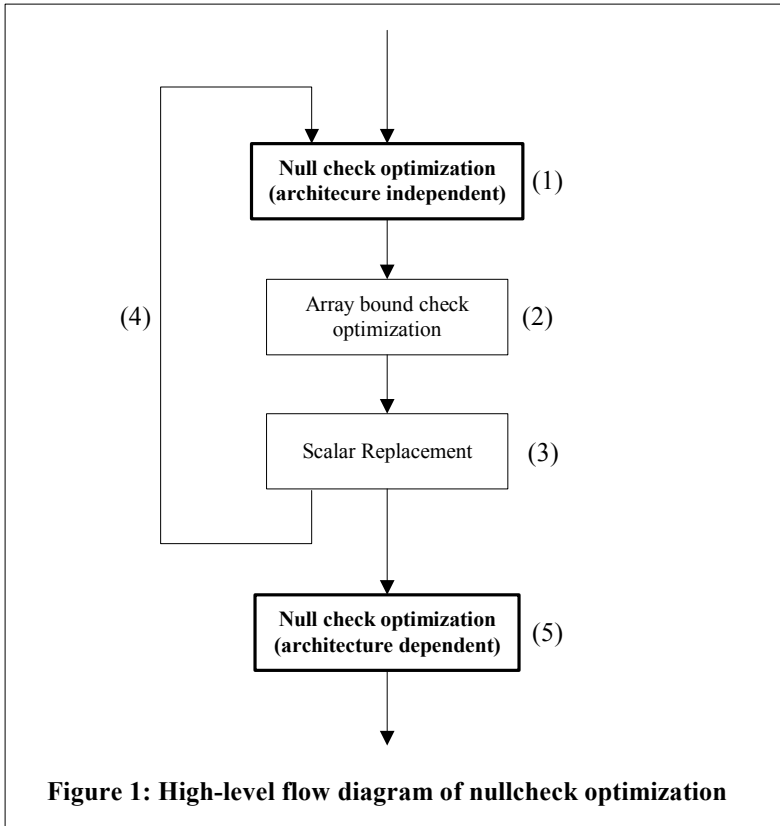 Null check optimization
(architecure independent)
(1)
Array bound check
optimization
(2)
(4)
Scalar Replacement
(3)
Null check optimization
(architecture dependent)
(5)
Figure 1: High-level flow diagram of nullcheck optimization